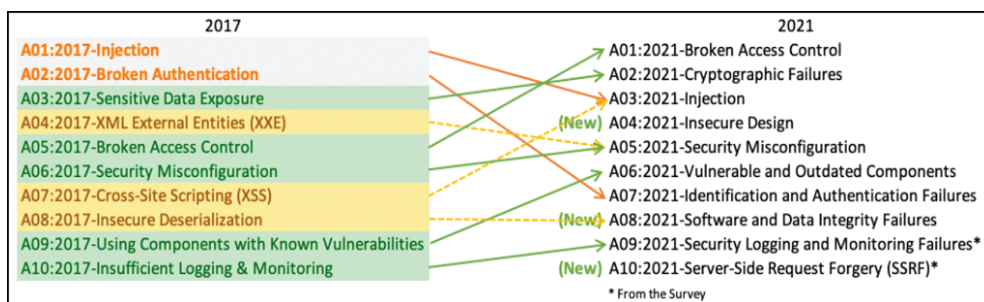 2017
A01:2017-Injection
A02:2017-Broken Authentication
A03:2017-Sensitive Data Exposure
A04:2017-XML External Entities (XXE)
A05:2017-Broken Access Control
A06:2017-Security Misconfiguration
A07:2017-Cross-Site Scripting (XSS)
A08:2017-Insecure Deserialization
A09:2017-Using Components with Known Vulnerabilities
A10:2017-Insufficient Logging & Monitoring
2021
A01:2021-Broken Access Control
A02:2021-Cryptographic Failures
A03:2021-Injection
(New) A04:2021-Insecure Design
A05:2021-Security Misconfiguration
A06:2021-Vulnerable and Outdated Components
A07:2021-Identification and Authentication Failures
(New) A08:2021-Software and Data Integrity Failures
A09:2021-Security Logging and Monitoring Failures*
(New) A10:2021-Server-Side Request Forgery (SSRF)*
* From the Survey